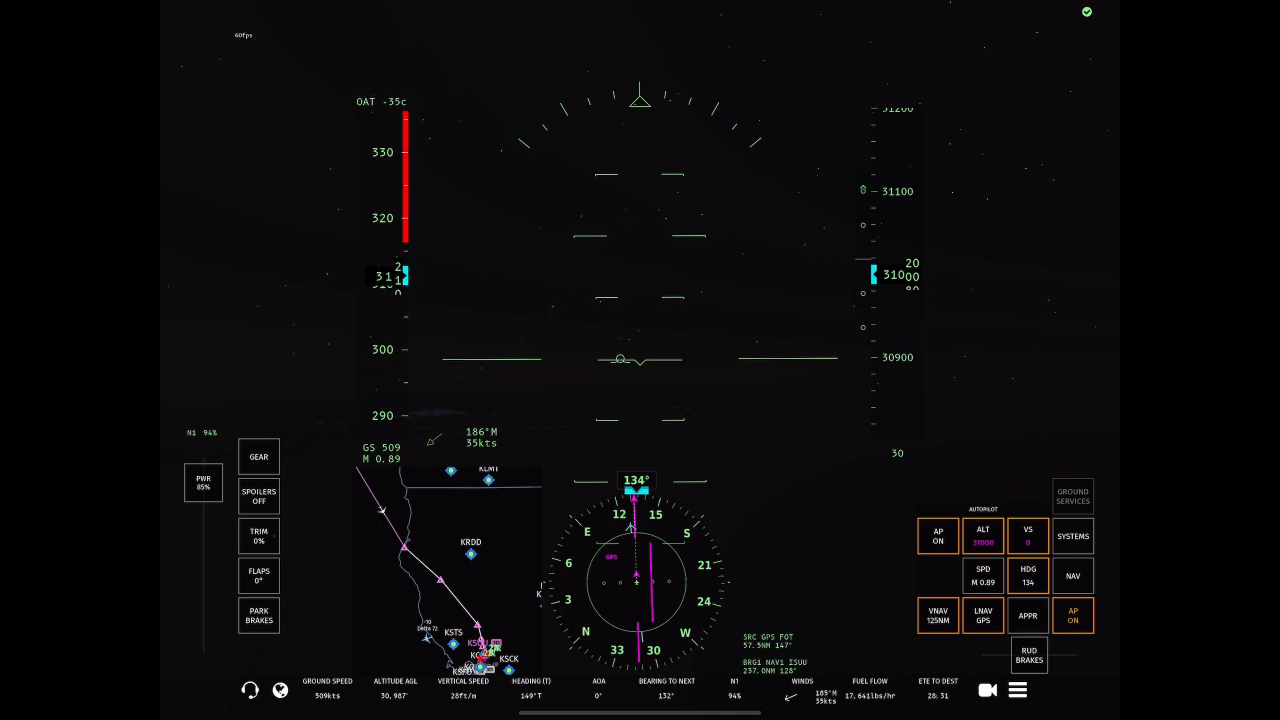 60fps
OAT -35c
330
320
300
290
GS 509
M 0.89
186°M
35kts
31200
31100
30900
30
134°
12
15
E
S
6
21
GPS
3
24
N
W
33
30
SRC GPS FOT
57.5NM 147°
BRG1 NAV1 ISUU
237.0NM 128°
N1 94%
PWR
85%
GEAR
SPOILERS
OFF
TRIM
0%
FLAPS
0°
PARK
BRAKES
KLMT
KRDD
-10
Delta 72
KSTS
KSCK
GROUND
SERVICES
AUTOPILOT
AP
ON
ALT
31000
VS
0
SYSTEMS
SPD
M 0.89
HDG
134
NAV
VNAV
125NM
LNAV
GPS
APPR
AP
ON
RUD
BRAKES
GROUND SPEED
509kts
ALTITUDE AGL
30,987'
VERTICAL SPEED
28ft/m
HEADING (T)
149°T
AOA
0°
BEARING TO NEXT
132°
N1
94%
WINDS
185°M
35kts
FUEL FLOW
17,641lbs/hr
ETE TO DEST
28:31